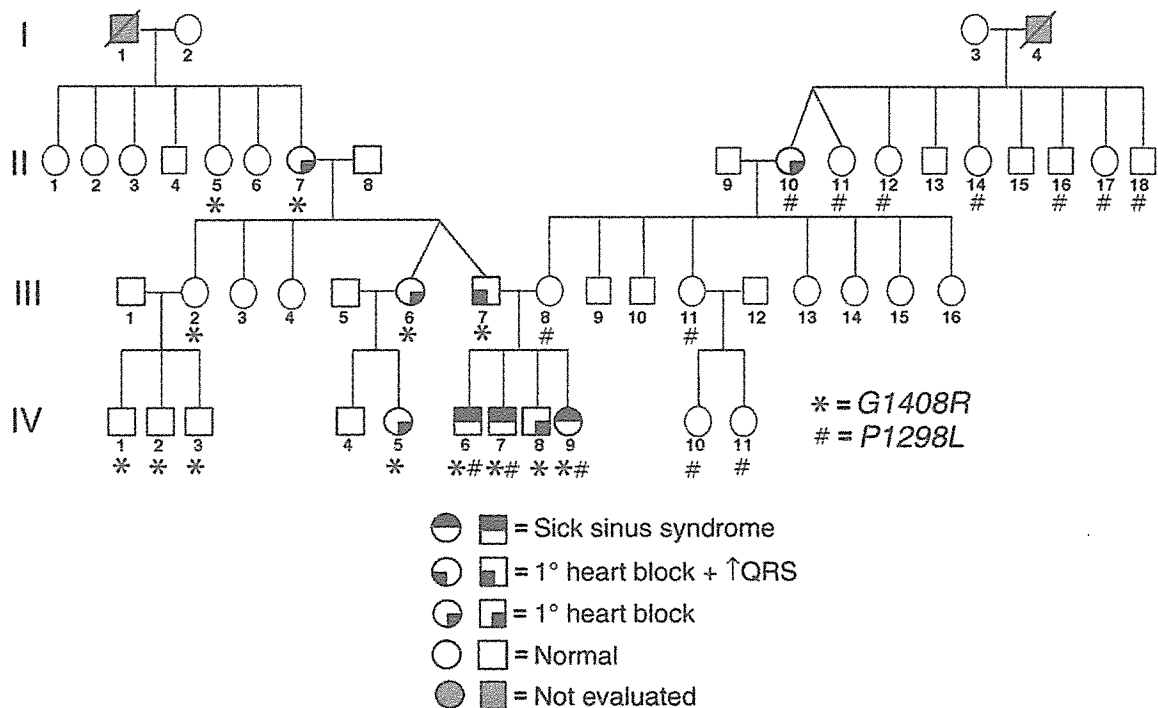 I
1 2 3 4
II
1 2 3 4 5 6 7 8 9 10 11 12 13 14 15 16 17 18
* * # # # # # # #
III
1 2 3 4 5 6 7 8 9 10 11 12 13 14 15 16
* * * # #
IV
1 2 3 4 5 6 7 8 9 10 11
* * * * *# *# * *# # #
* = G1408R
# = P1298L
= Sick sinus syndrome
= 1° heart block + ↑QRS
= 1° heart block
= Normal
= Not evaluated